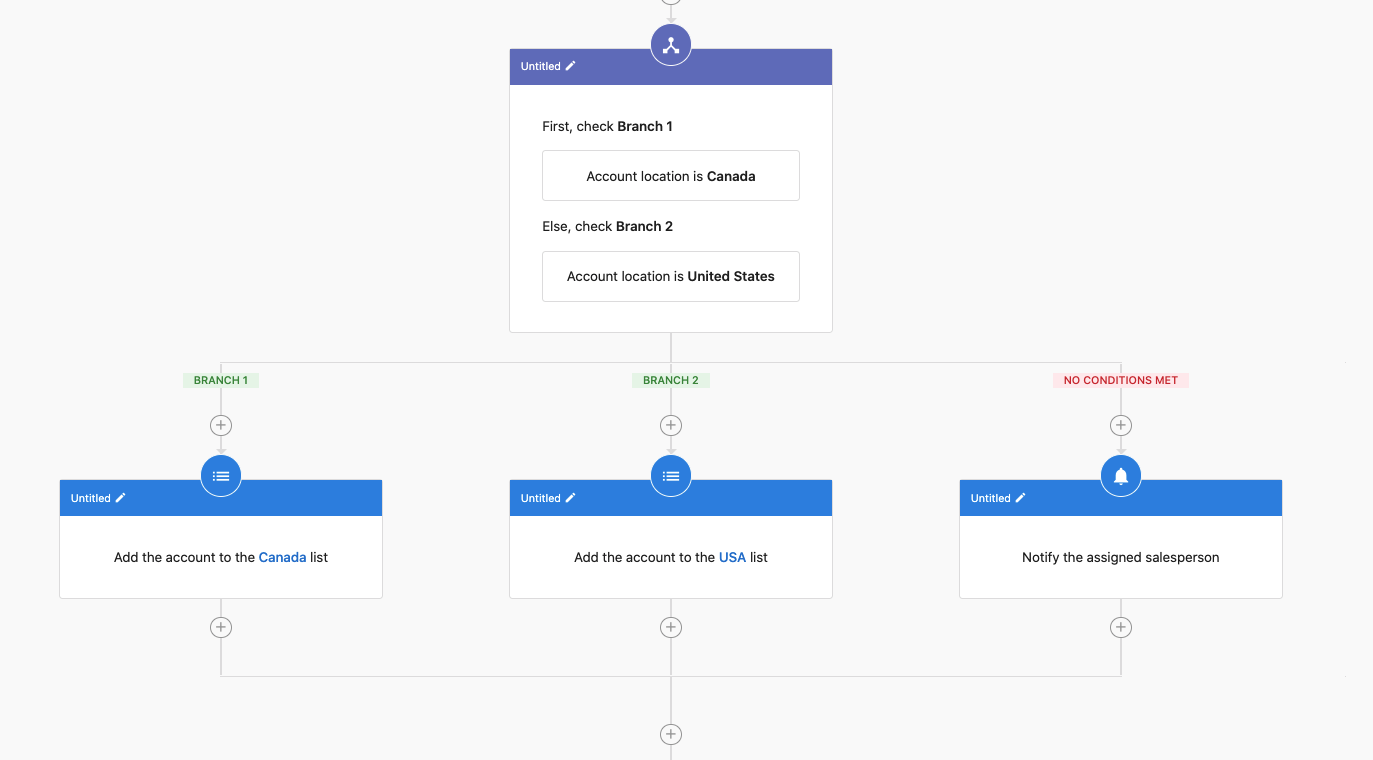 Untitled
First, check Branch 1
Account location is Canada
Else, check Branch 2
Account location is United States
BRANCH 1
BRANCH 2
NO CONDITIONS MET
Untitled
Add the account to the Canada list
Untitled
Add the account to the USA list
Untitled
Notify the assigned salesperson